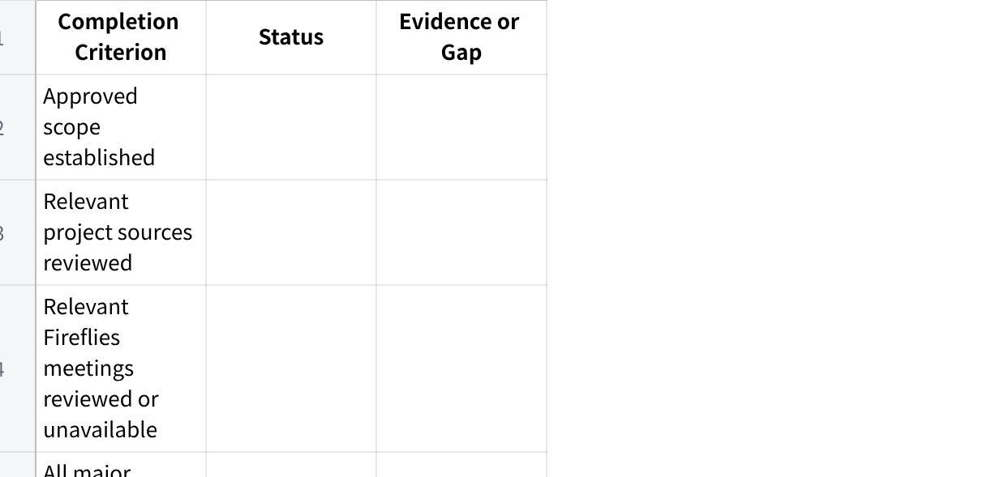 1
Completion
Criterion
Status
Evidence or
Gap
2
Approved
scope
established
3
Relevant
project sources
reviewed
4
Relevant
Fireflies
meetings
reviewed or
unavailable
All major